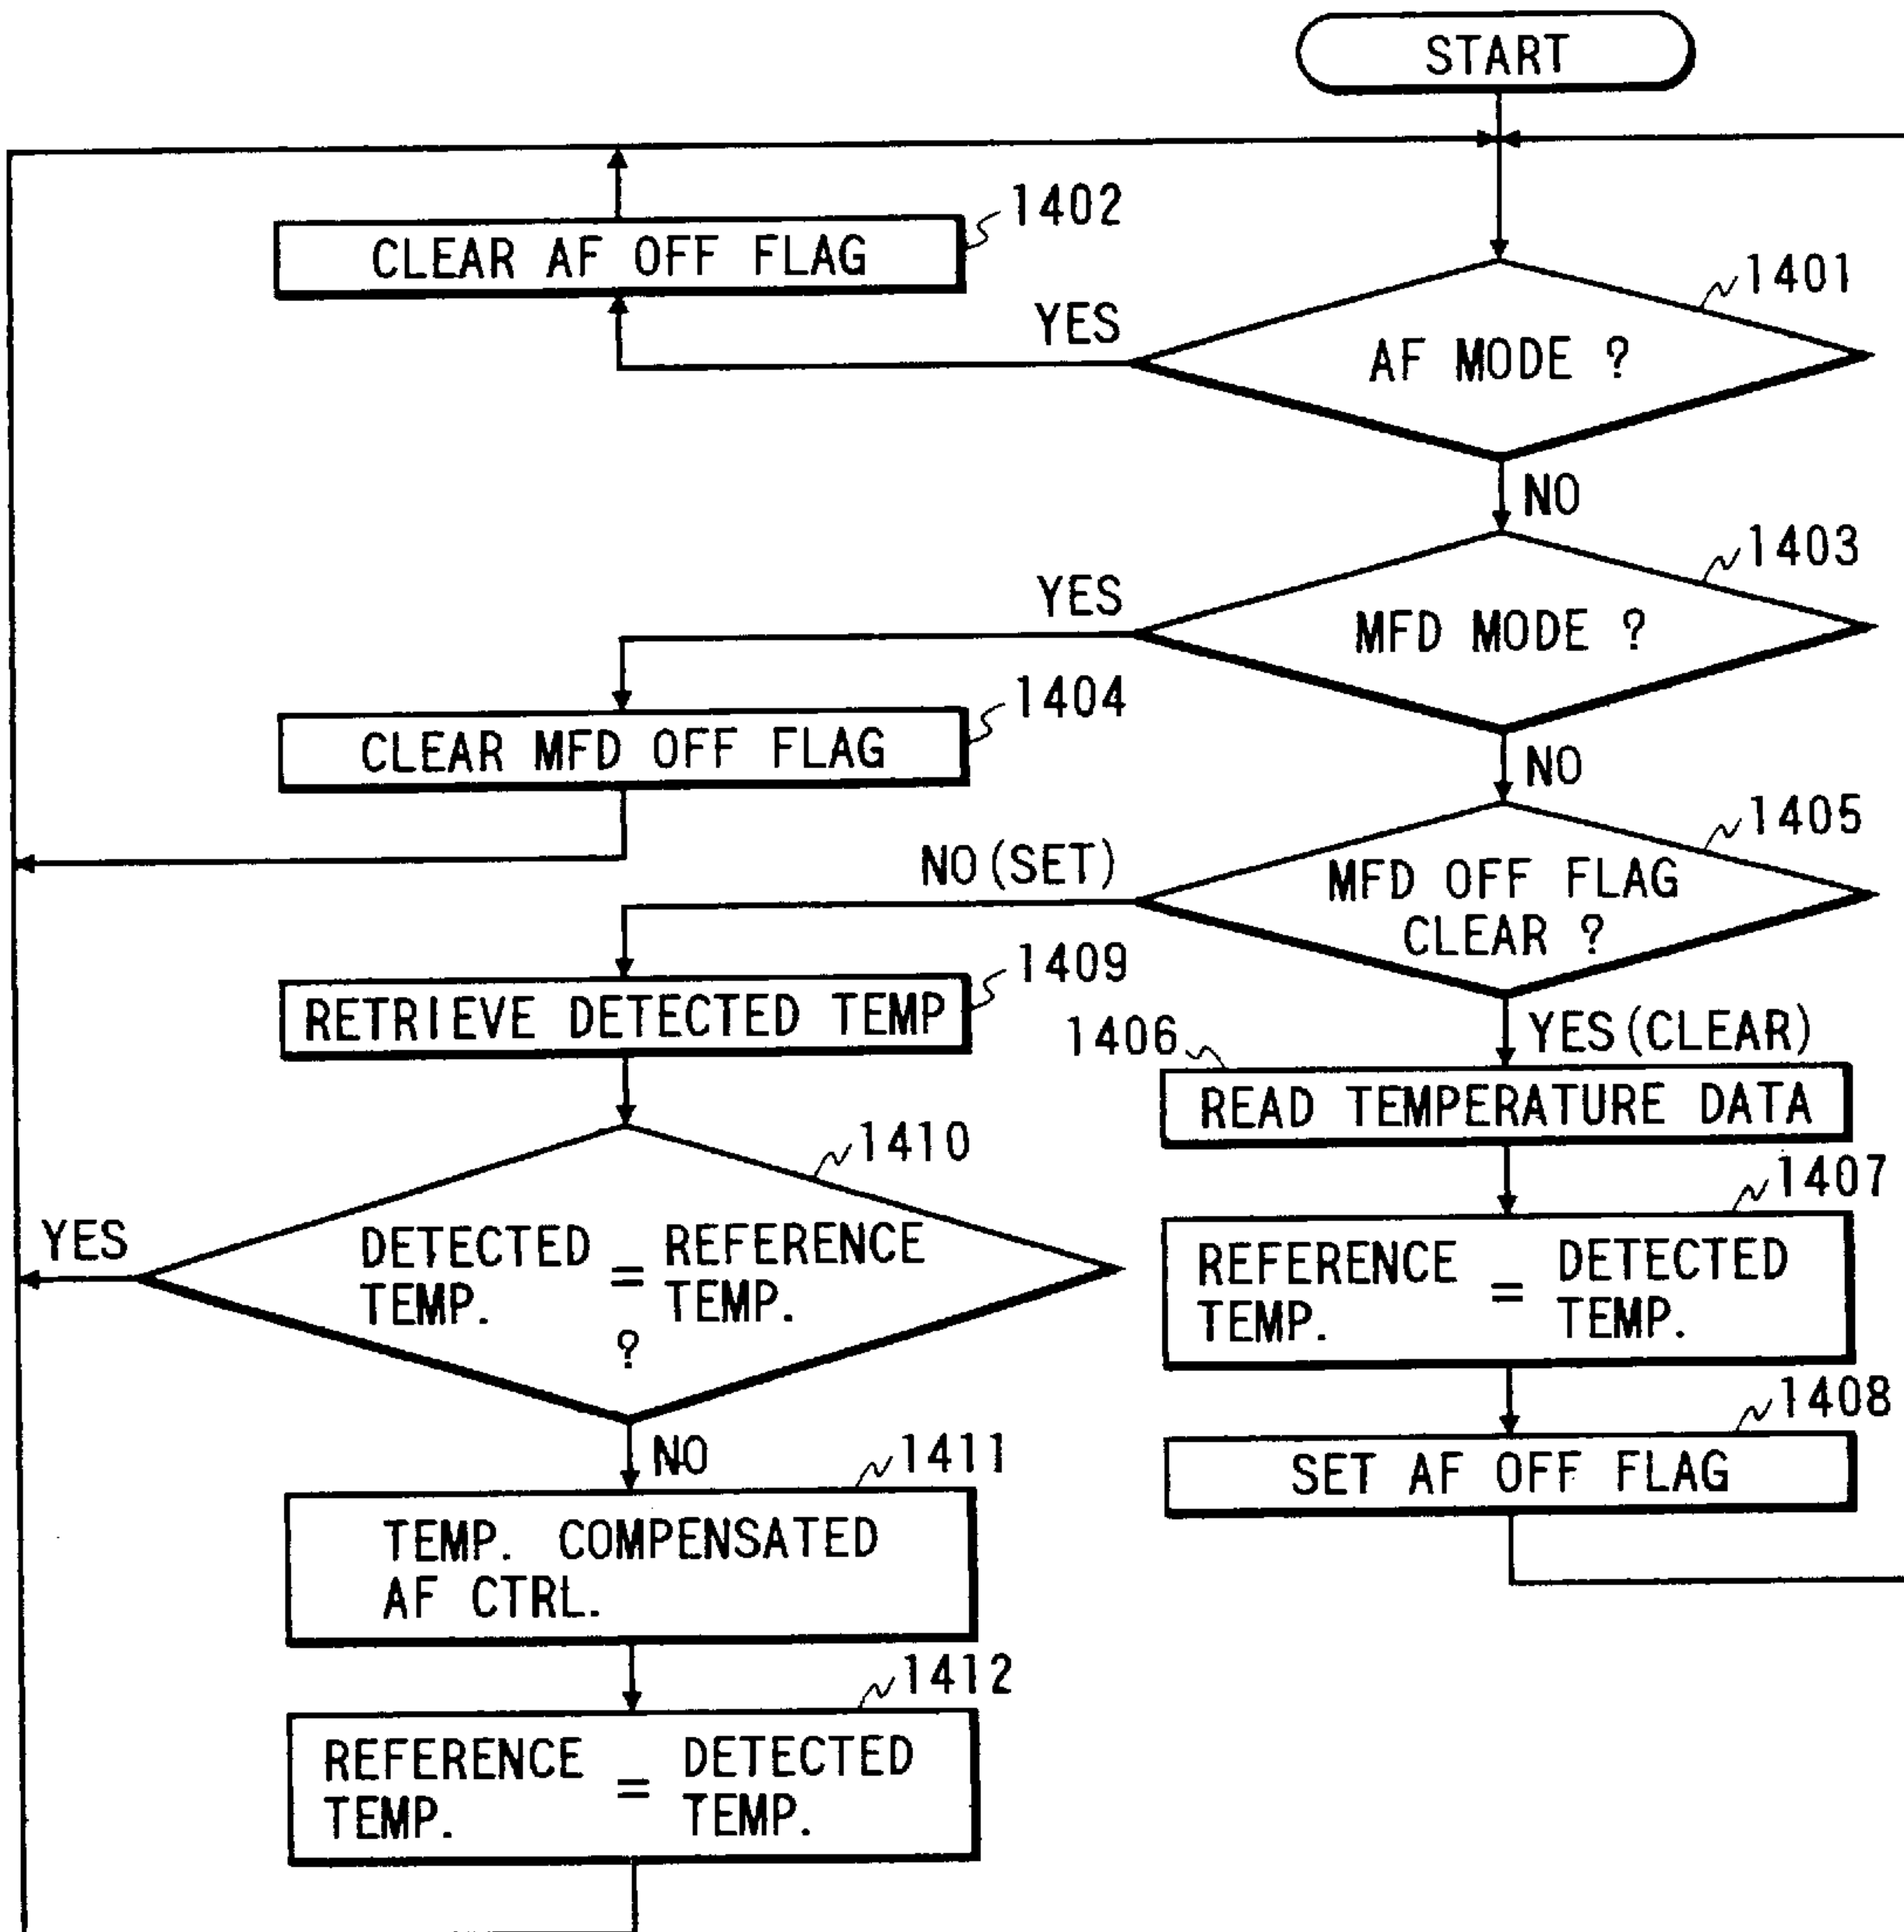 START
1402
CLEAR AF OFF FLAG
1401
YES
AF MODE ?
NO
1403
YES
MFD MODE ?
1404
CLEAR MFD OFF FLAG
NO
1405
NO (SET)
MFD OFF FLAG
CLEAR ?
1409
RETRIEVE DETECTED TEMP
YES (CLEAR)
1406
READ TEMPERATURE DATA
1410
YES
DETECTED TEMP. = REFERENCE TEMP.
?
1407
REFERENCE TEMP. = DETECTED TEMP.
1408
SET AF OFF FLAG
NO
1411
TEMP. COMPENSATED
AF CTRL.
1412
REFERENCE TEMP. = DETECTED TEMP.